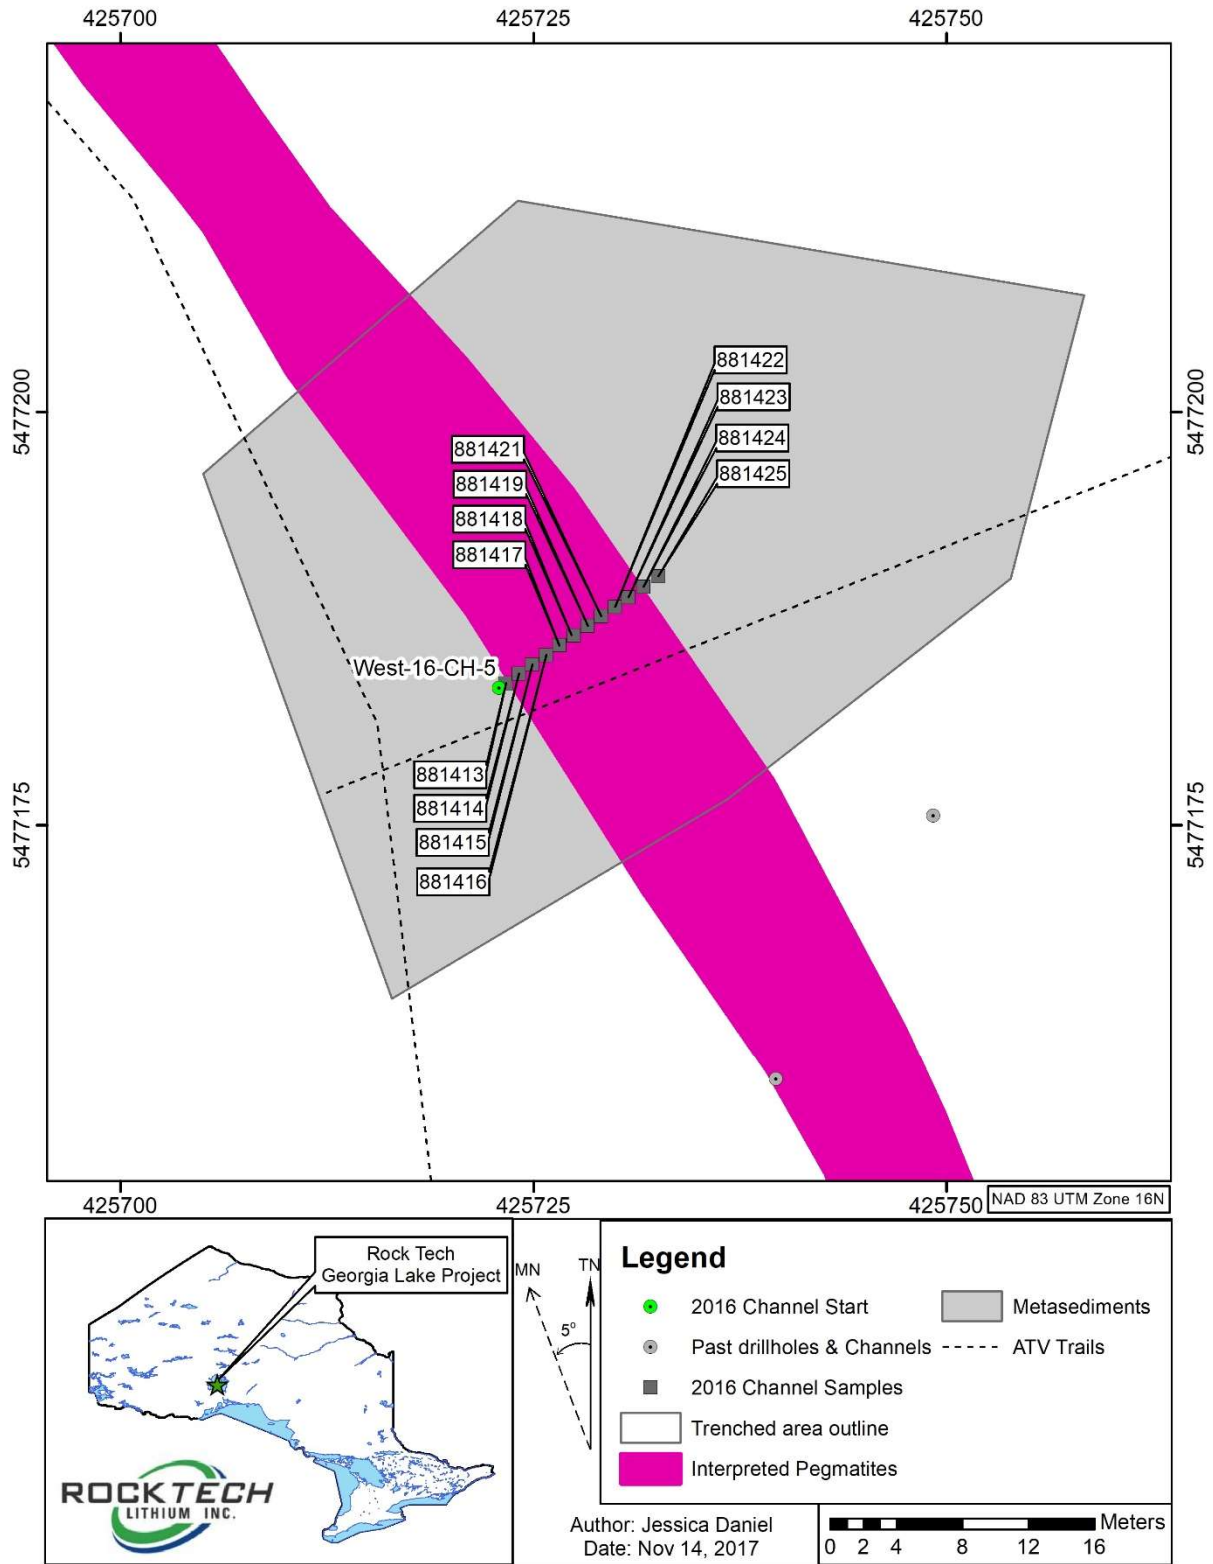 425700 425725 425750
5477200 5477200
881422
881423
881424
881425
881421
881419
881418
881417
West-16-CH-5
881413
881414
881415
881416
5477175 5477175
425700 425725 425750
NAD 83 UTM Zone 16N
Rock Tech
Georgia Lake Project
ROCKTECH
LITHIUM INC.
MN TN
5°
Legend
2016 Channel Start
Past drillholes & Channels
2016 Channel Samples
Trenched area outline
Interpreted Pegmatites
Metasediments
ATV Trails
Author: Jessica Daniel
Date: Nov 14, 2017
Meters
0 2 4 8 12 16